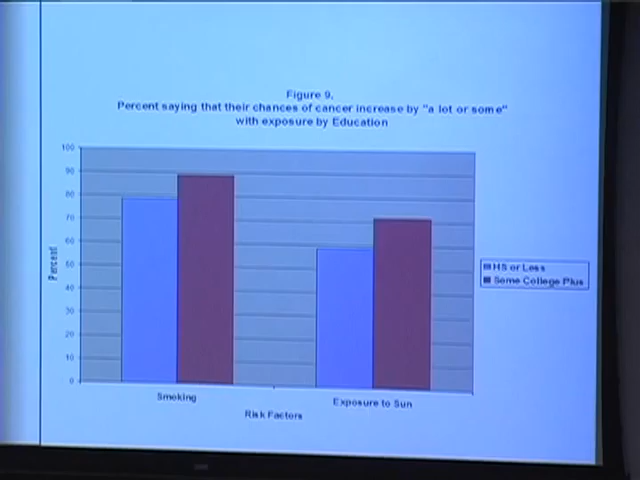 Figure 9.
Percent saying that their chances of cancer increase by "a lot or some"
with exposure by Education
100
90
80
70
60
50
40
30
20
10
0
Percent
Smoking
Exposure to Sun
Risk Factors
HS or Less
Some College Plus